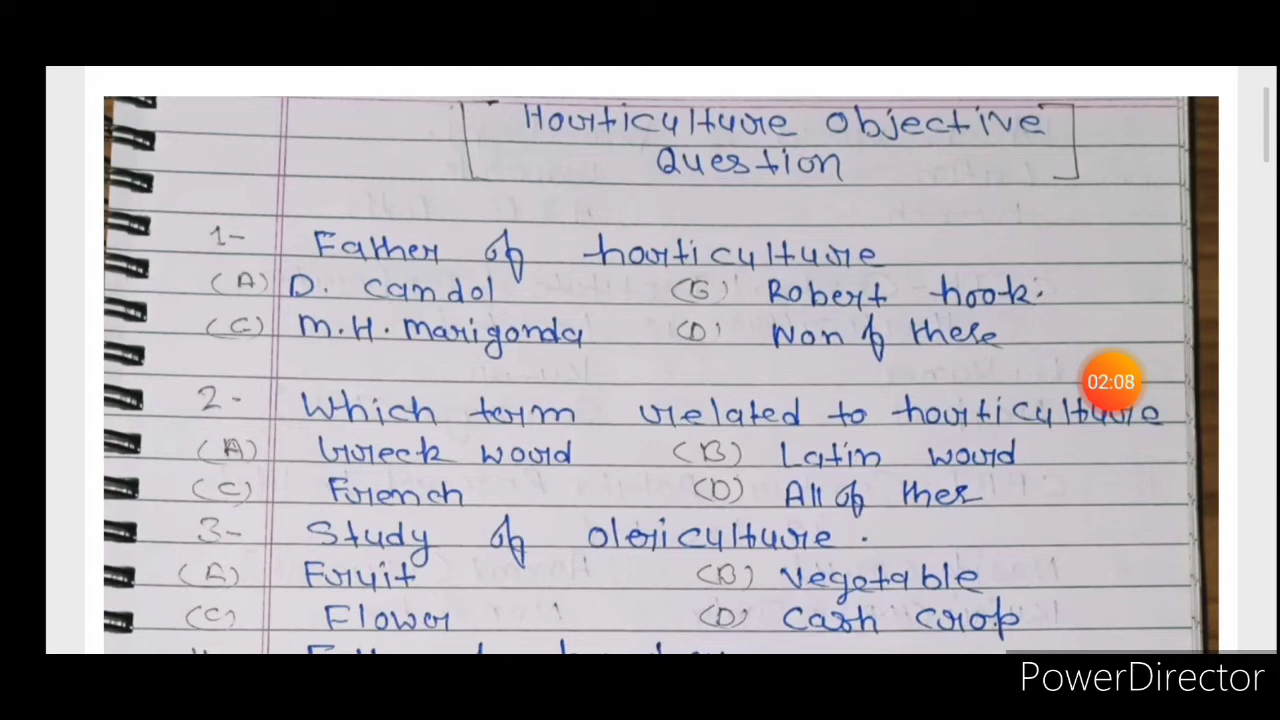 Horticulture Objective
Question
1- Father of horticulture
(A) D. Candol (B) Robert hook.
(C) M.H. Marigonda (D) Non of these
02:08
2- Which term related to horticulture
(A) Greek word (B) Latin word
(C) French (D) All of thes
3- Study of olericulture.
(A) Fruit (B) Vegetable
(C) Flower (D) Cash crop
PowerDirector